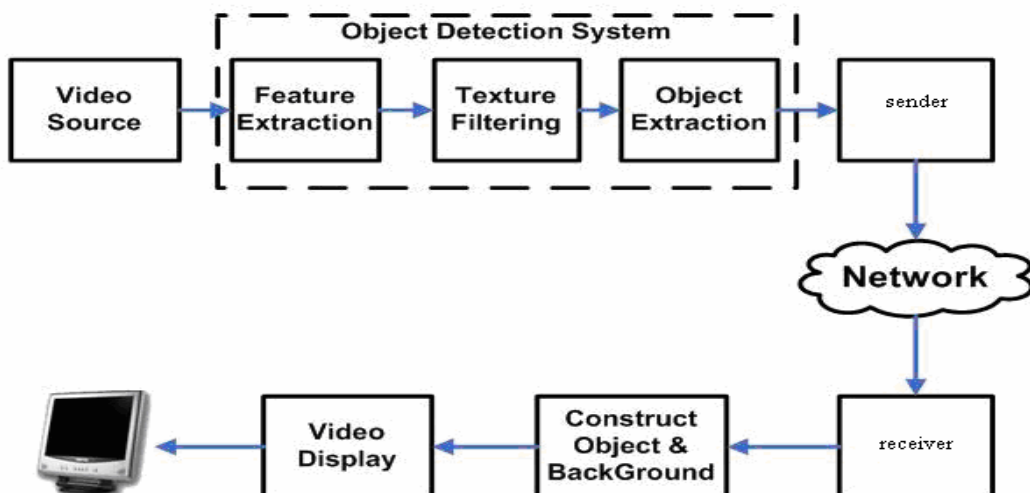 Object Detection System
Video
Source
Feature
Extraction
Texture
Filtering
Object
Extraction
sender
Network
Video
Display
Construct
Object &
BackGround
receiver